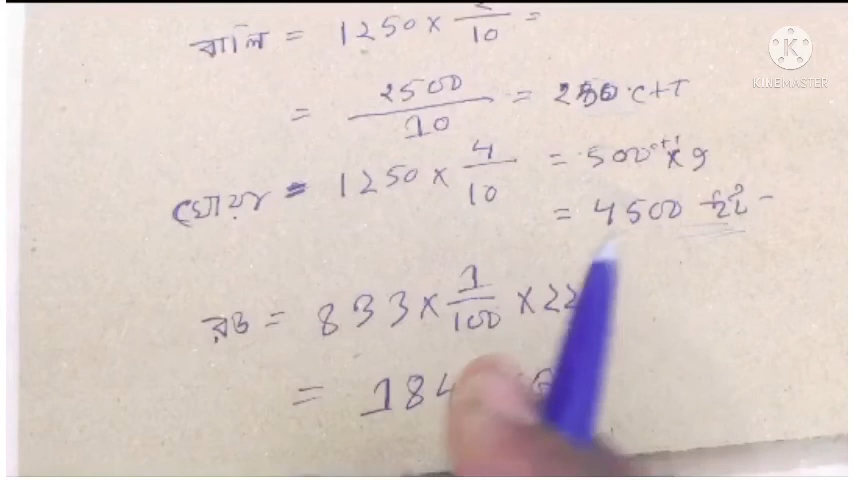 বালি = 1250 × 2/10 =
= 2500/10 = 250 cft
খোয়া = 1250 × 4/10 = 500 cft × 9
= 4500 টি
রড = 833 × 1/100 × 22
= 184
KINEMASTER